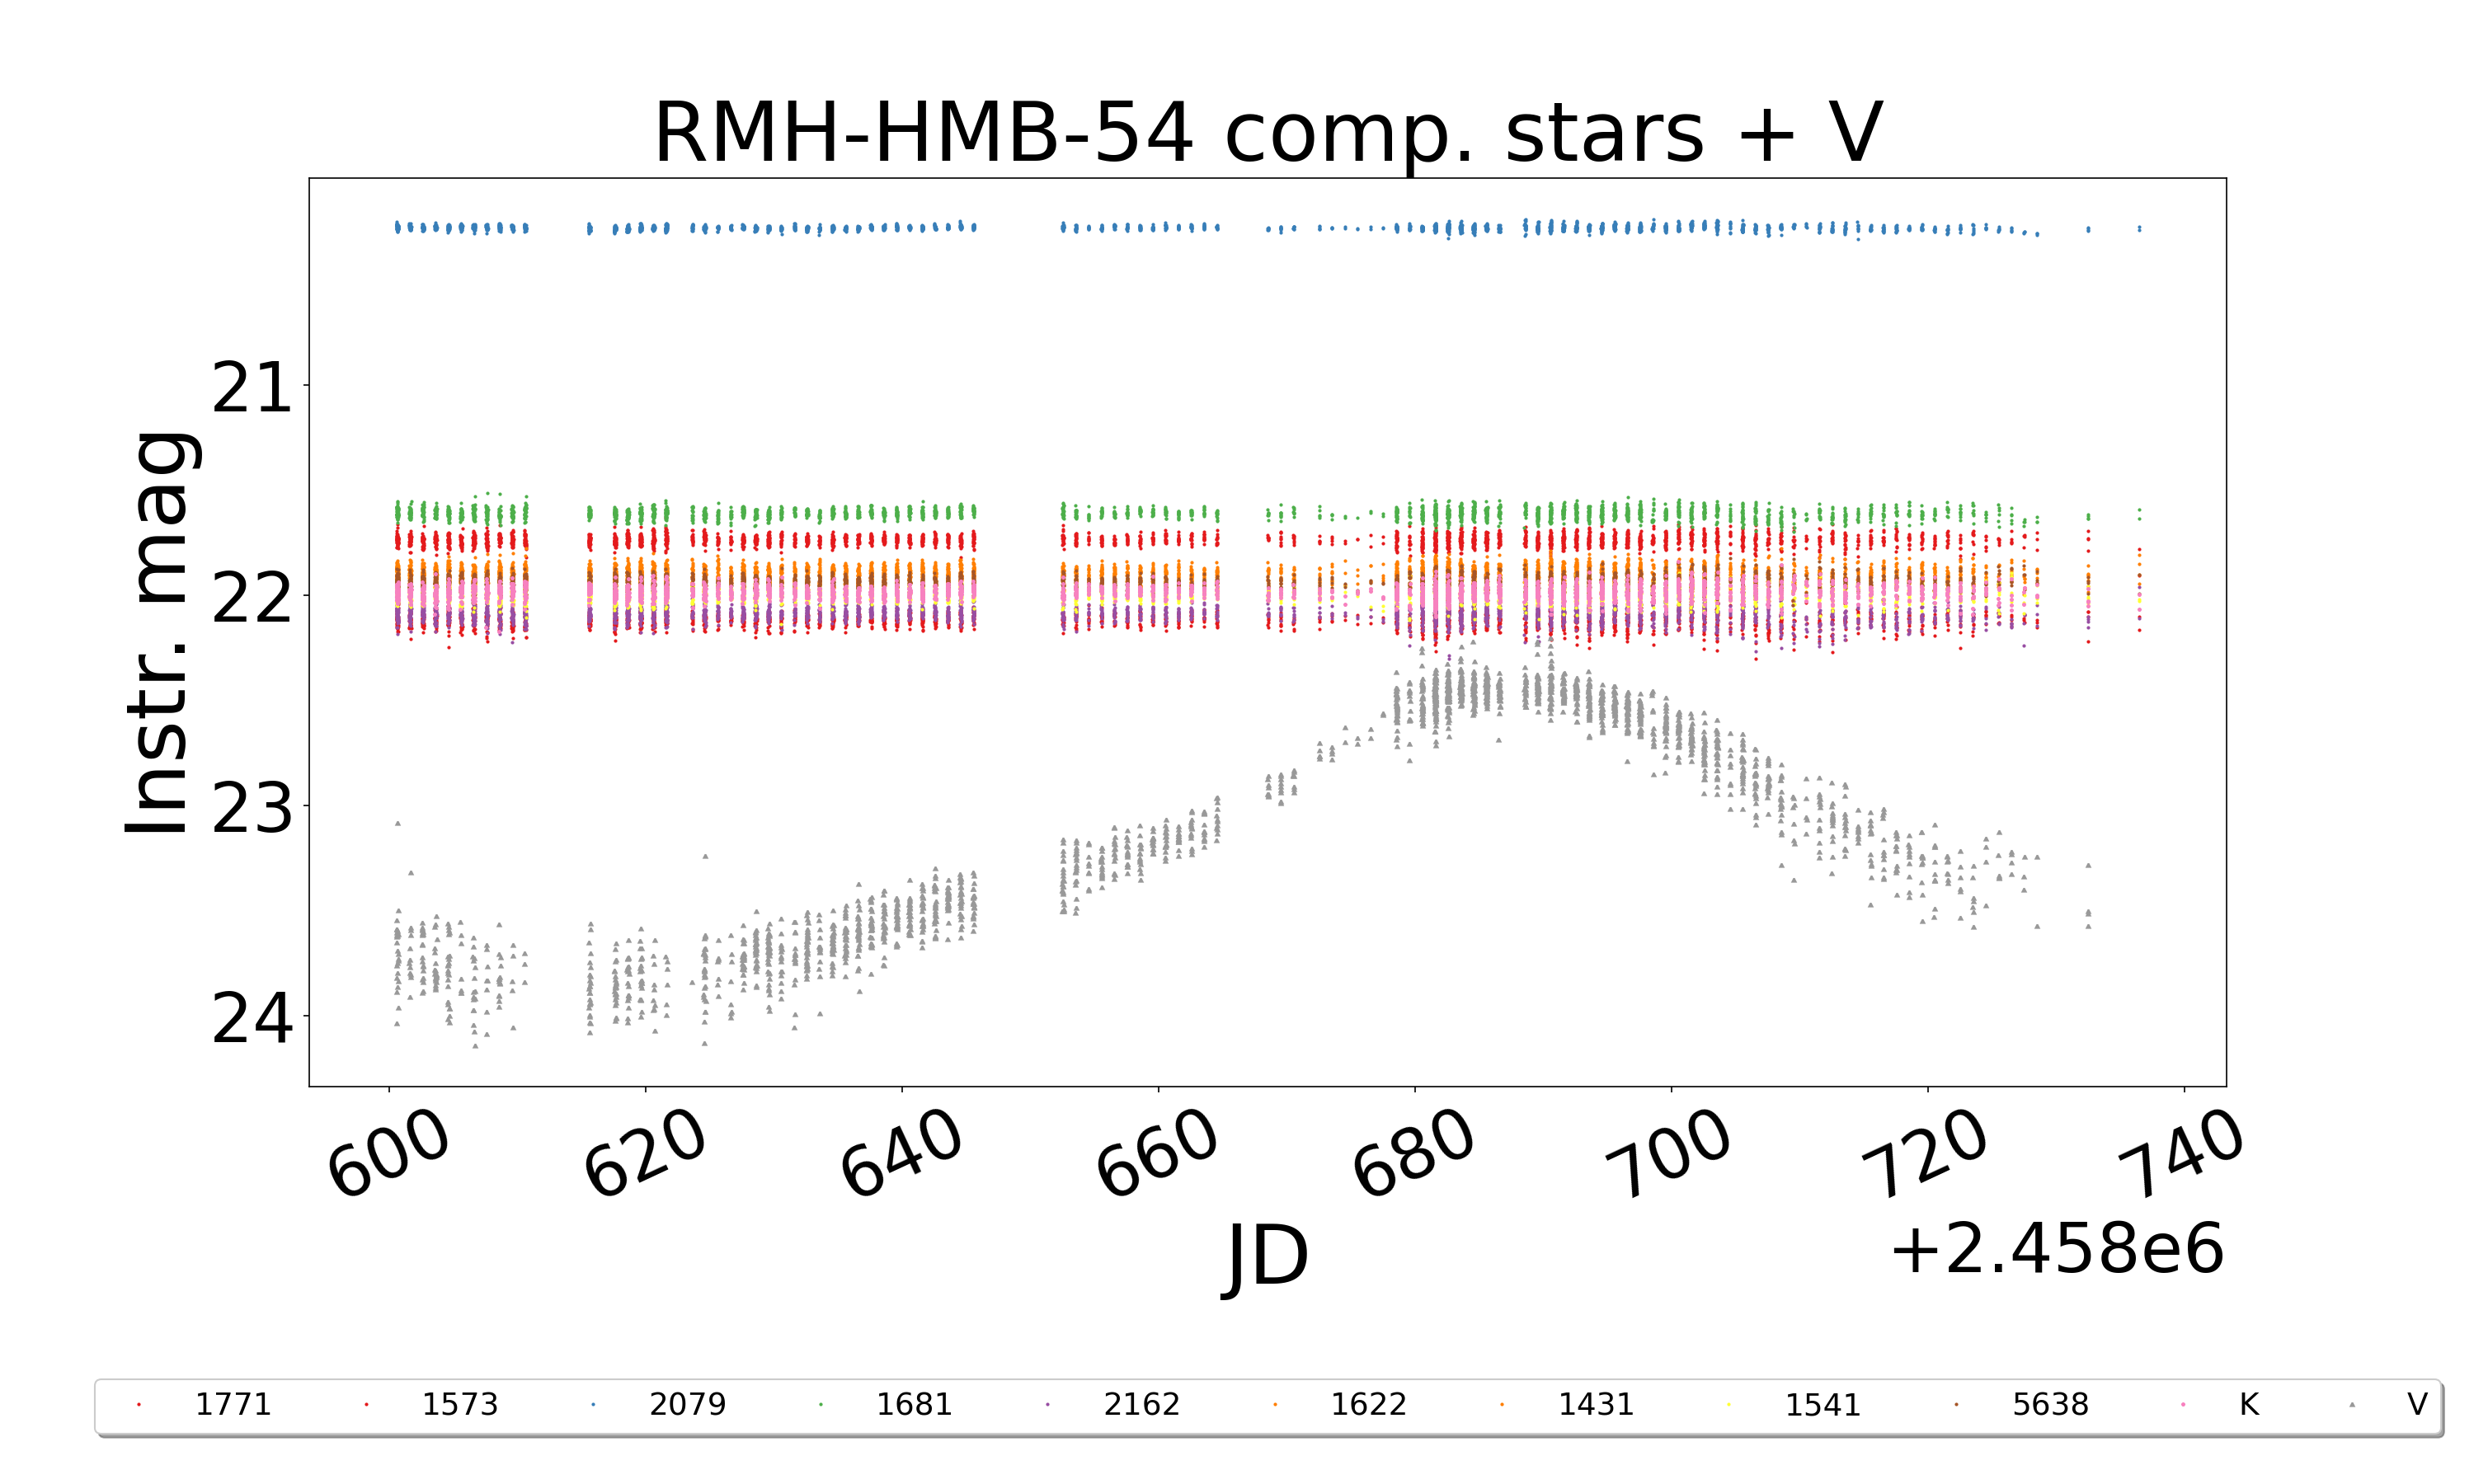 RMH-HMB-54 comp. stars + V
Instr. mag
21
22
23
24
600 620 640 660 680 700 720 740
JD
+2.458e6
1771 1573 2079 1681 2162 1622 1431 1541 5638 K V